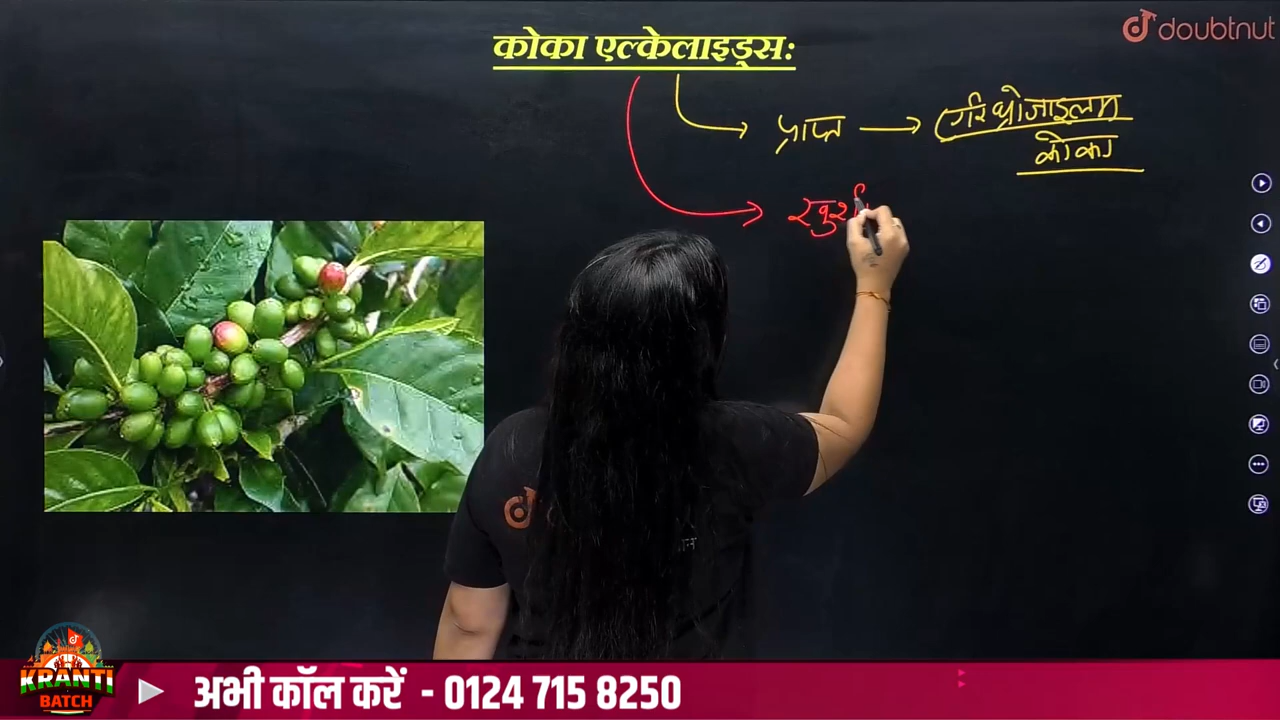 कोका एल्केलाइड्स:
doubtnut
प्राप्त → एरिथ्रोजाइलम
कोका
KRANTI
BATCH
अभी कॉल करें - 0124 715 8250